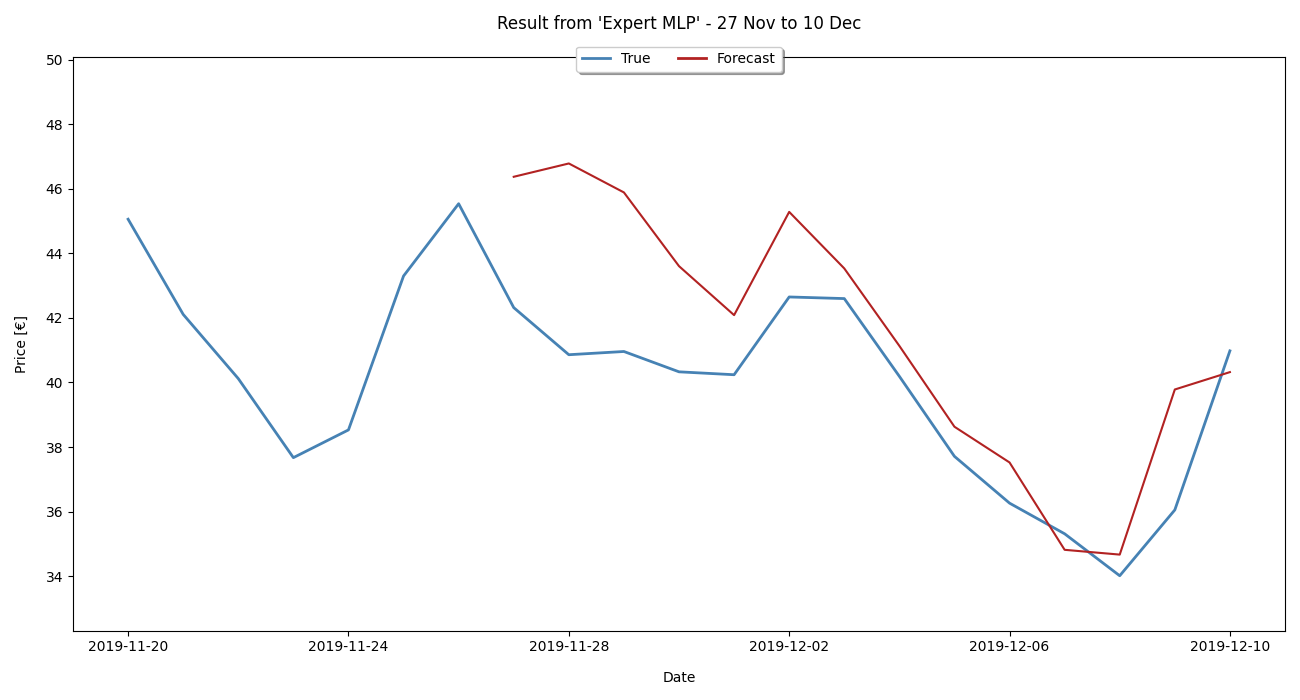 Result from 'Expert MLP' - 27 Nov to 10 Dec
True Forecast
50
48
46
44
42
40
38
36
34
Price [€]
2019-11-20 2019-11-24 2019-11-28 2019-12-02 2019-12-06 2019-12-10
Date